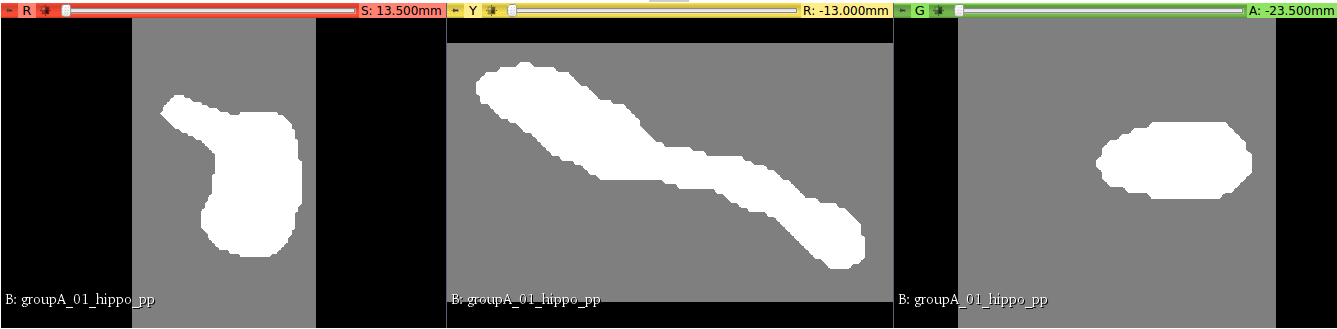 R S: 13.500mm
Y R: -13.000mm
G A: -23.500mm
B: groupA_01_hippo_pp
B: groupA_01_hippo_pp
B: groupA_01_hippo_pp